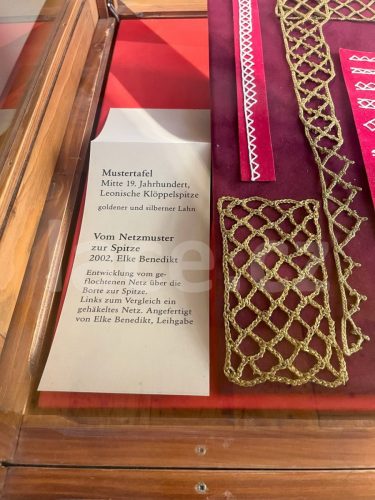 Mustertafel
Mitte 19. Jahrhundert,
Leonische Klöppelspitze
goldener und silberner Lahn
Vom Netzmuster
zur Spitze
2002, Elke Benedikt
Entwicklung vom ge-
flochtenen Netz über die
Borte zur Spitze.
Links zum Vergleich ein
gehäkeltes Netz. Angefertigt
von Elke Benedikt, Leihgabe